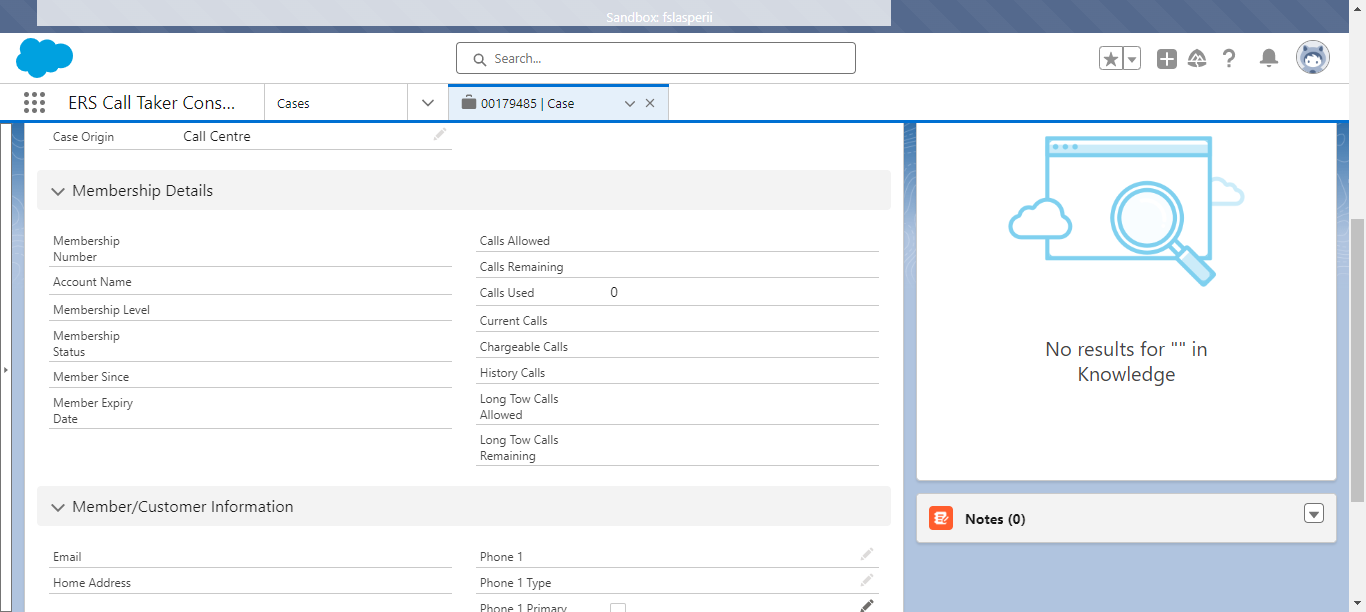 Sandbox: fslasperii
Search...
ERS Call Taker Cons...
Cases
00179485 | Case
Case Origin
Call Centre
Membership Details
Membership
Number
Account Name
Membership Level
Membership
Status
Member Since
Member Expiry
Date
Calls Allowed
Calls Remaining
Calls Used
0
Current Calls
Chargeable Calls
History Calls
Long Tow Calls
Allowed
Long Tow Calls
Remaining
Member/Customer Information
Email
Home Address
Phone 1
Phone 1 Type
Phone 1 Primary
No results for "" in
Knowledge
Notes (0)